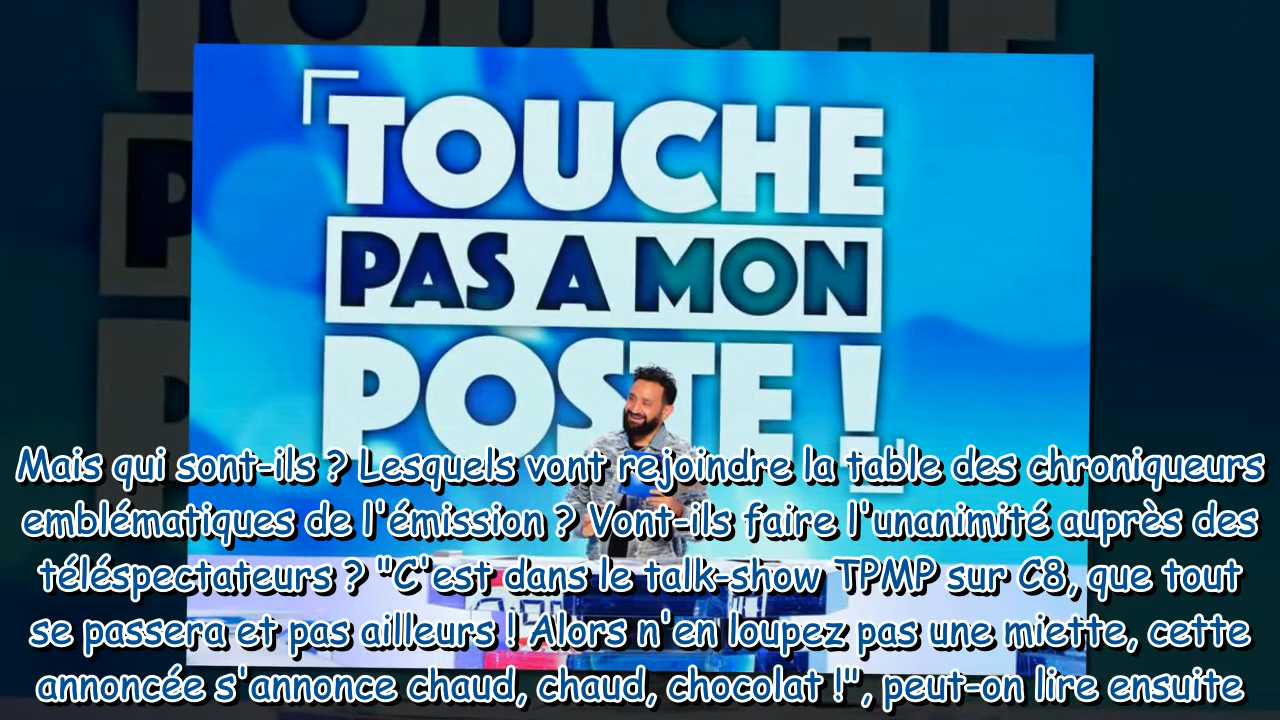 TOUCHE
PAS A MON
POSTE !
Mais qui sont-ils ? Lesquels vont rejoindre la table des chroniqueurs
emblématiques de l'émission ? Vont-ils faire l'unanimité auprès des
téléspectateurs ? "C'est dans le talk-show TPMP sur C8, que tout
se passera et pas ailleurs ! Alors n'en loupez pas une miette, cette
annoncée s'annonce chaud, chaud, chocolat !", peut-on lire ensuite